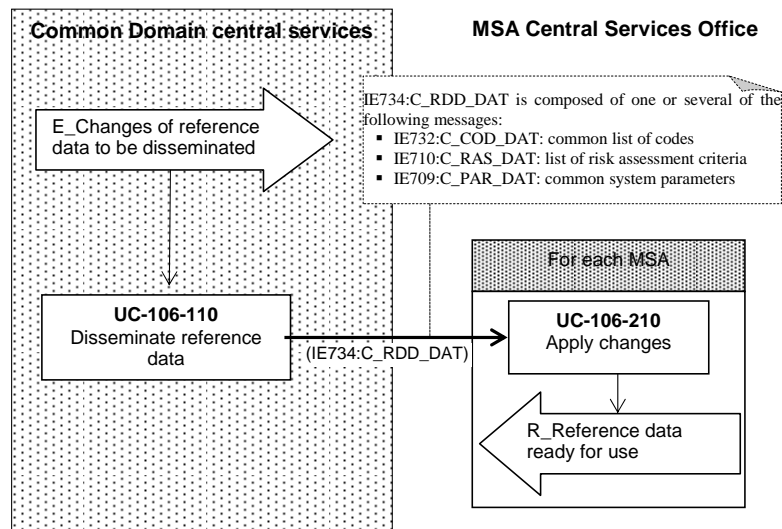 Common Domain central services
MSA Central Services Office
E_Changes of reference
data to be disseminated
IE734:C_RDD_DAT is composed of one or several of the
following messages:
▪ IE732:C_COD_DAT: common list of codes
▪ IE710:C_RAS_DAT: list of risk assessment criteria
▪ IE709:C_PAR_DAT: common system parameters
For each MSA
UC-106-110
Disseminate reference
data
(IE734:C_RDD_DAT)
UC-106-210
Apply changes
R_Reference data
ready for use